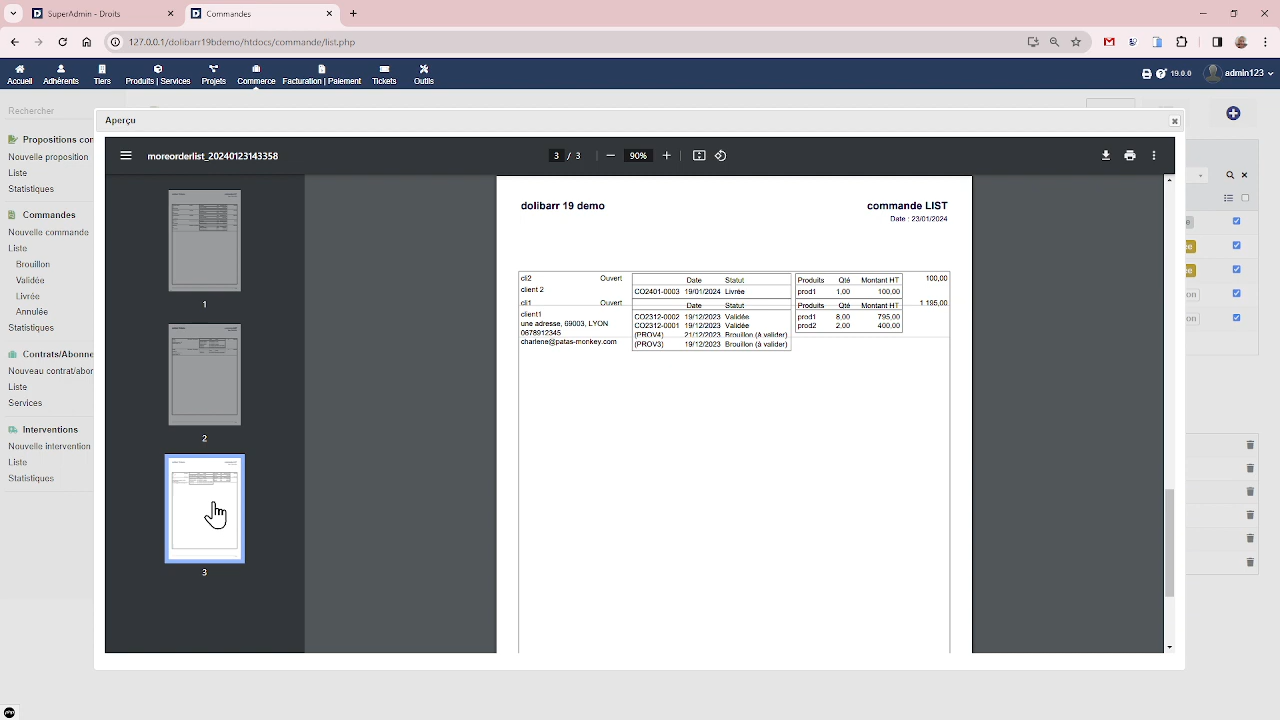 SuperAdmin - Droits
Commandes
127.0.0.1/dolibarr19bdemo/htdocs/commande/list.php
Accueil
Adhérents
Tiers
Produits | Services
Projets
Commerce
Facturation | Paiement
Tickets
Outils
19.0.0
admin123
Rechercher
Aperçu
moreorderlist_20240123143358
3 / 3
90%
Propositions com
Nouvelle proposition
Liste
Statistiques
Commandes
Nouvelle commande
Liste
Brouillon
Validée
Livrée
Annulée
Statistiques
Contrats/Abonne
Nouveau contrat/abor
Liste
Services
Interventions
Nouvelle intervention
Liste
Statistiques
1
2
3
dolibarr 19 demo
commande LIST
Date : 23/01/2024
cli2 Ouvert
client 2
Date Statut
CO2401-0003 19/01/2024 Livrée
Produits Qté Montant HT
prod1 1,00 100,00
100,00
cli1 Ouvert
client1
une adresse, 69003, LYON
0678912345
charlene@patas-monkey.com
Date Statut
CO2312-0002 19/12/2023 Validée
CO2312-0001 19/12/2023 Validée
(PROV4) 21/12/2023 Brouillon (à valider)
(PROV3) 19/12/2023 Brouillon (à valider)
Produits Qté Montant HT
prod1 8,00 795,00
prod2 2,00 400,00
1 195,00
php